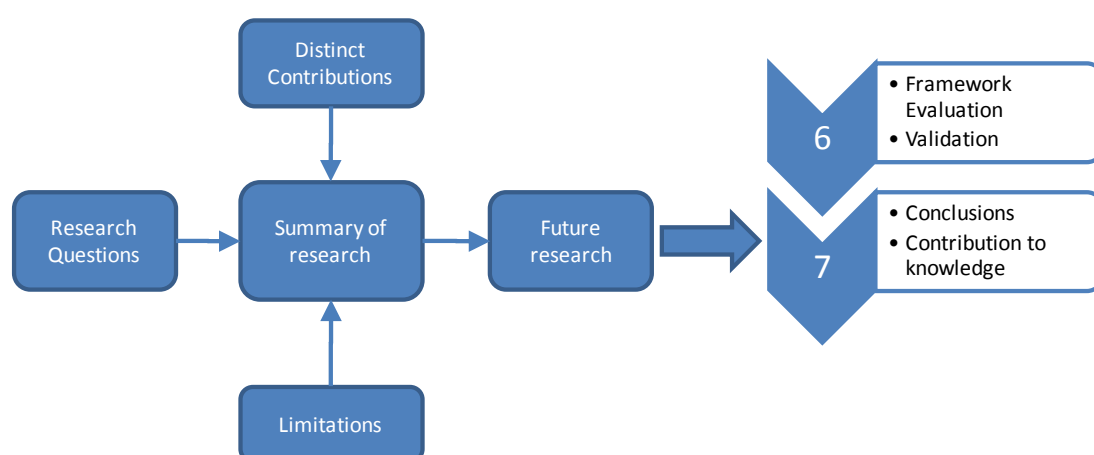 Distinct
Contributions
Research
Questions
Summary of
research
Future
research
Limitations
6
• Framework
Evaluation
• Validation
7
• Conclusions
• Contribution to
knowledge